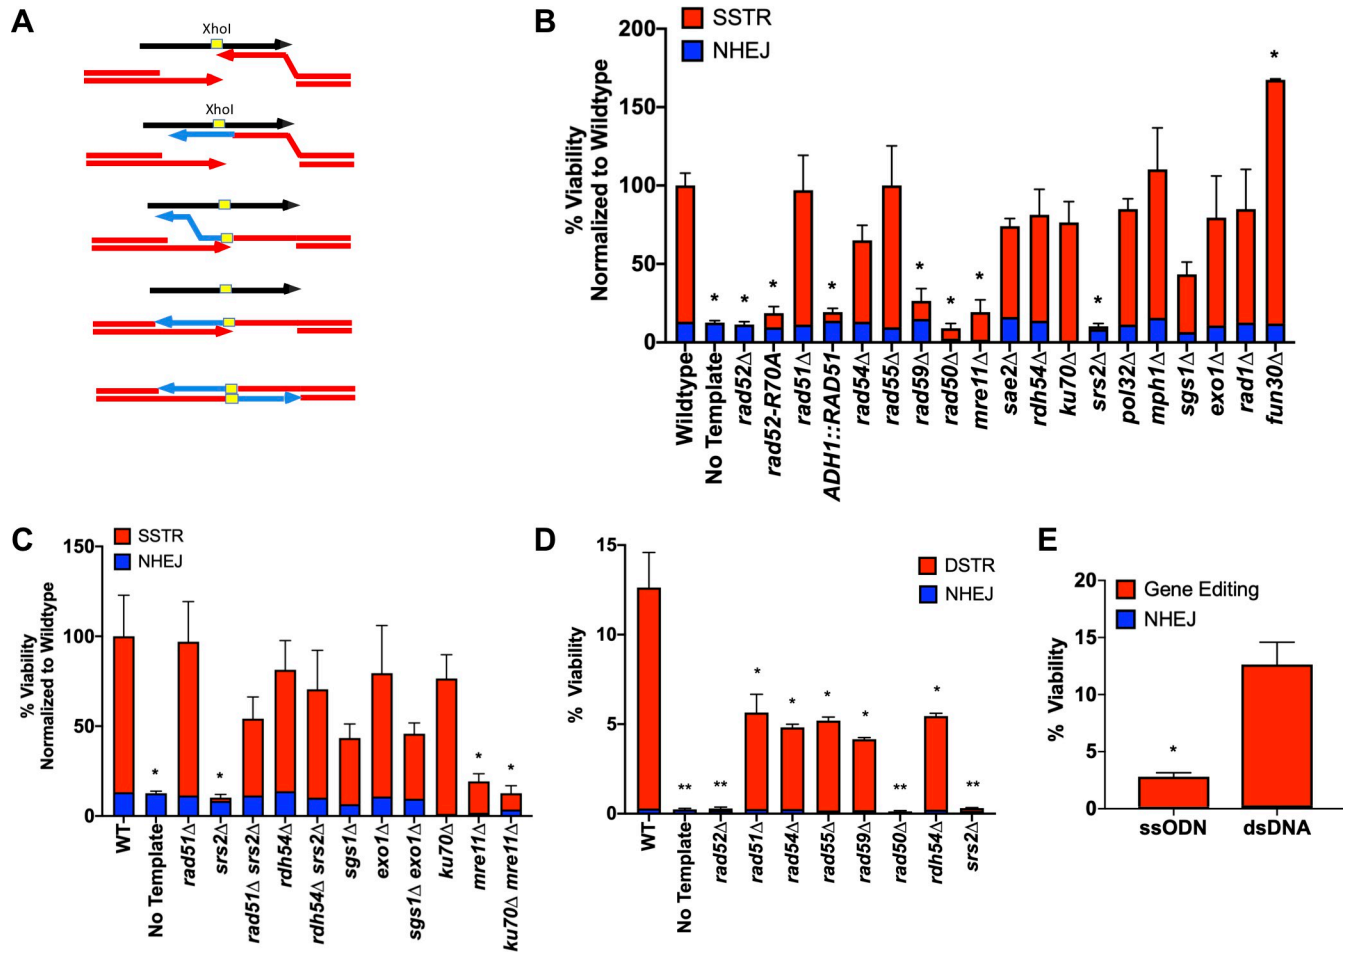 A
XhoI
XhoI
B
SSTR
NHEJ
% Viability
Normalized to Wildtype
200
150
100
50
0
*
*
*
*
*
*
*
*
*
Wildtype
No Template
rad52Δ
rad52-R70A
rad51Δ
ADH1::RAD51
rad54Δ
rad55Δ
rad59Δ
rad50Δ
mre11Δ
sae2Δ
rdh54Δ
ku70Δ
srs2Δ
pol32Δ
mph1Δ
sgs1Δ
exo1Δ
rad1Δ
fun30Δ
C
SSTR
NHEJ
% Viability
Normalized to Wildtype
150
100
50
0
*
*
*
*
WT
No Template
rad51Δ
srs2Δ
rad51Δ srs2Δ
rdh54Δ
rdh54Δ srs2Δ
sgs1Δ
exo1Δ
sgs1Δ exo1Δ
ku70Δ
mre11Δ
ku70Δ mre11Δ
D
DSTR
NHEJ
% Viability
15
10
5
0
**
**
*
*
*
*
**
*
**
WT
No Template
rad52Δ
rad51Δ
rad54Δ
rad55Δ
rad59Δ
rad50Δ
rdh54Δ
srs2Δ
E
Gene Editing
NHEJ
% Viability
20
15
10
5
0
*
ssODN
dsDNA